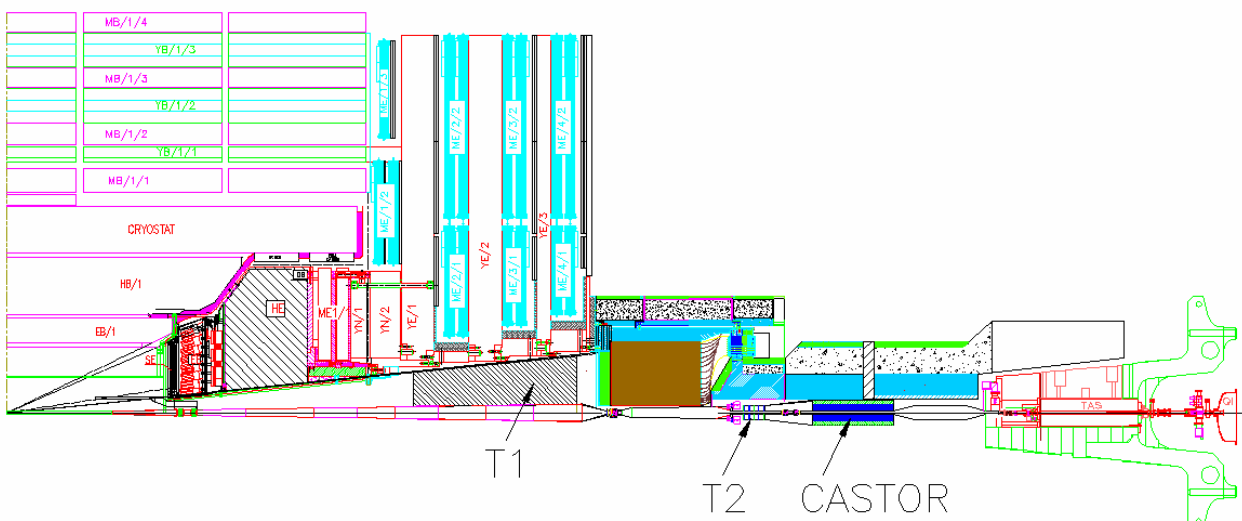 MB/1/4
YB/1/3
MB/1/3
YB/1/2
MB/1/2
YB/1/1
MB/1/1
CRYOSTAT
HB/1
EB/1
SE
HE
ME1/1
YN/1
YN/2
YE/1
ME/1/3
ME/1/2
ME/2/2
ME/2/1
YE/2
ME/3/2
ME/3/1
YE/3
ME/4/2
ME/4/1
TAS
T1
T2
CASTOR